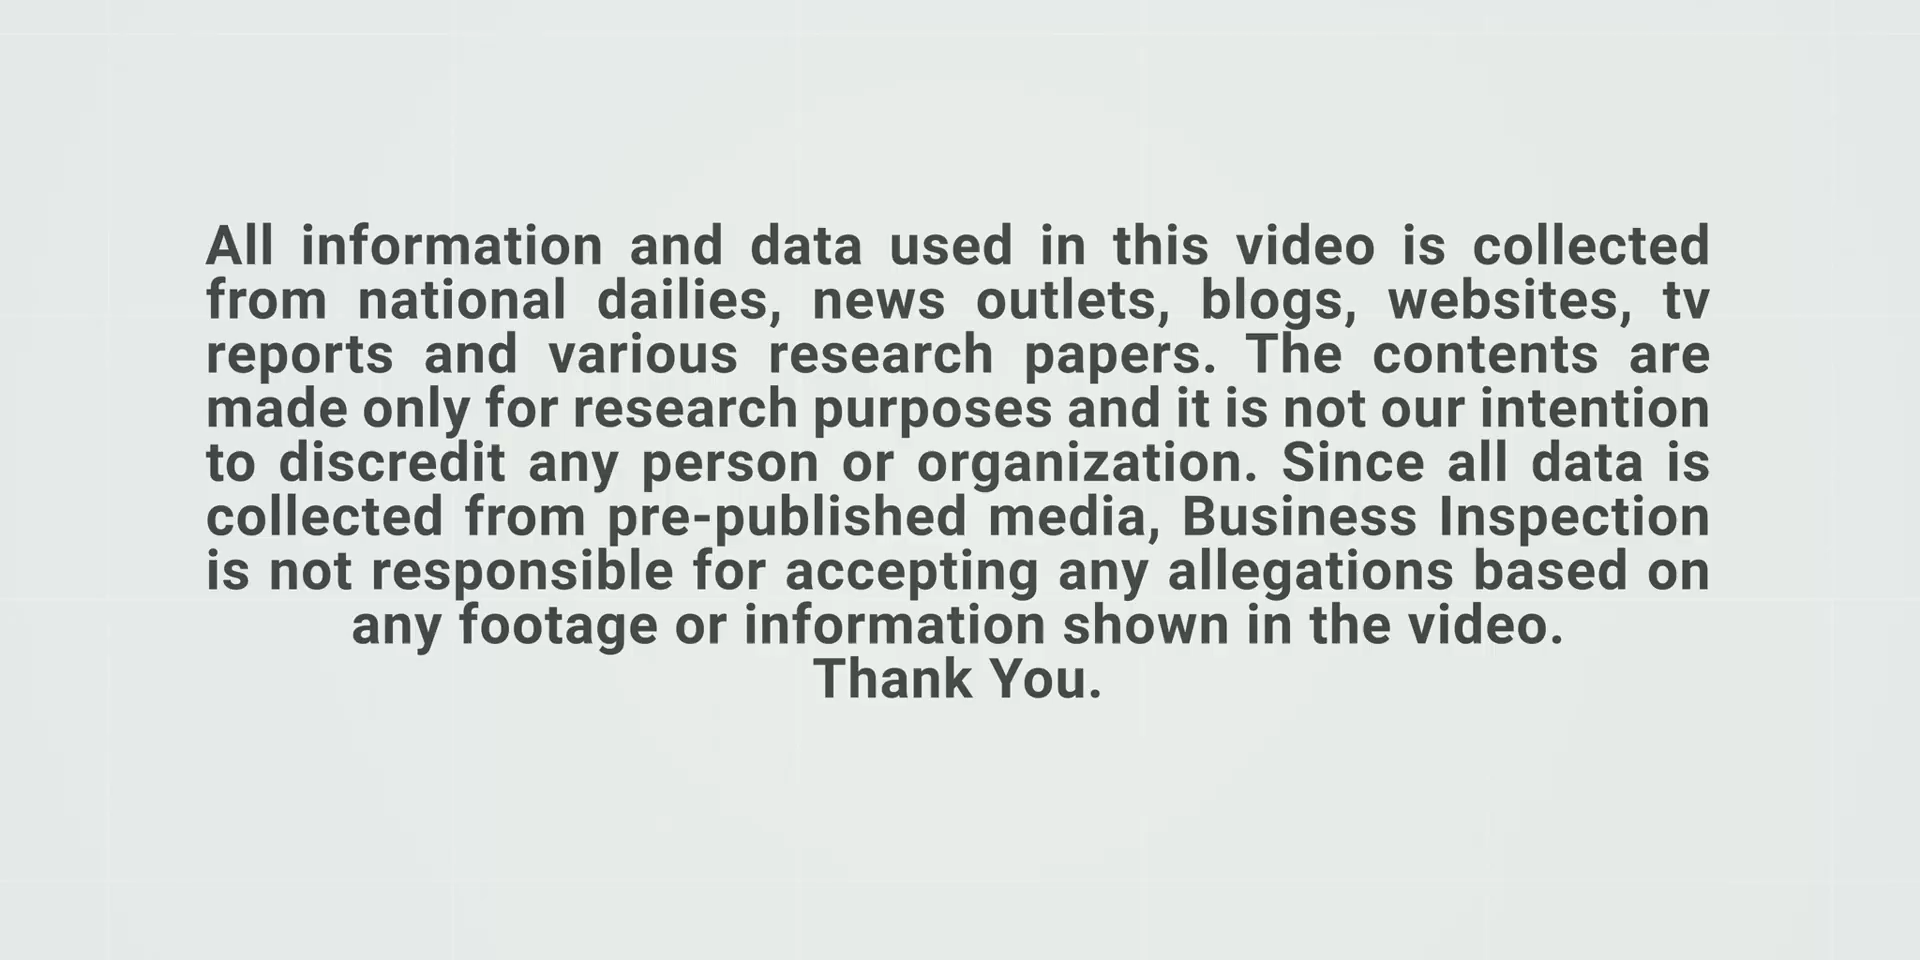 All information and data used in this video is collected
from national dailies, news outlets, blogs, websites, tv
reports and various research papers. The contents are
made only for research purposes and it is not our intention
to discredit any person or organization. Since all data is
collected from pre-published media, Business Inspection
is not responsible for accepting any allegations based on
any footage or information shown in the video.
Thank You.